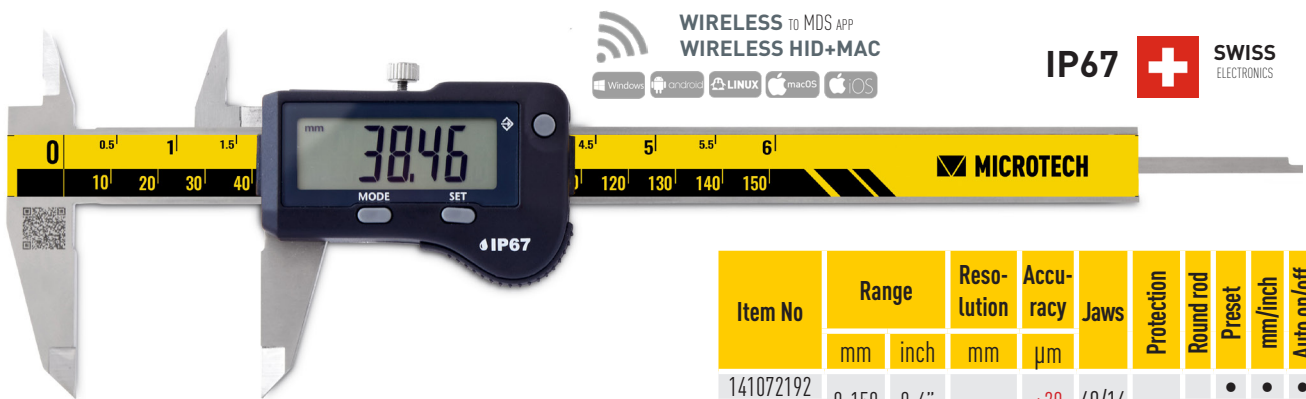 WIRELESS TO MDS APP
WIRELESS HID+MAC
Windows android LINUX macOS iOS
IP67
SWISS
ELECTRONICS
mm
38.46
MODE SET
IP67
0 0.5 1 1.5 4.5 5 5.5 6
10 20 30 40 120 130 140 150
MICROTECH
Item No Range Reso-lution Accu-racy Jaws Protection Round rod Preset mm/inch Auto on/off
mm inch mm µm
141072192